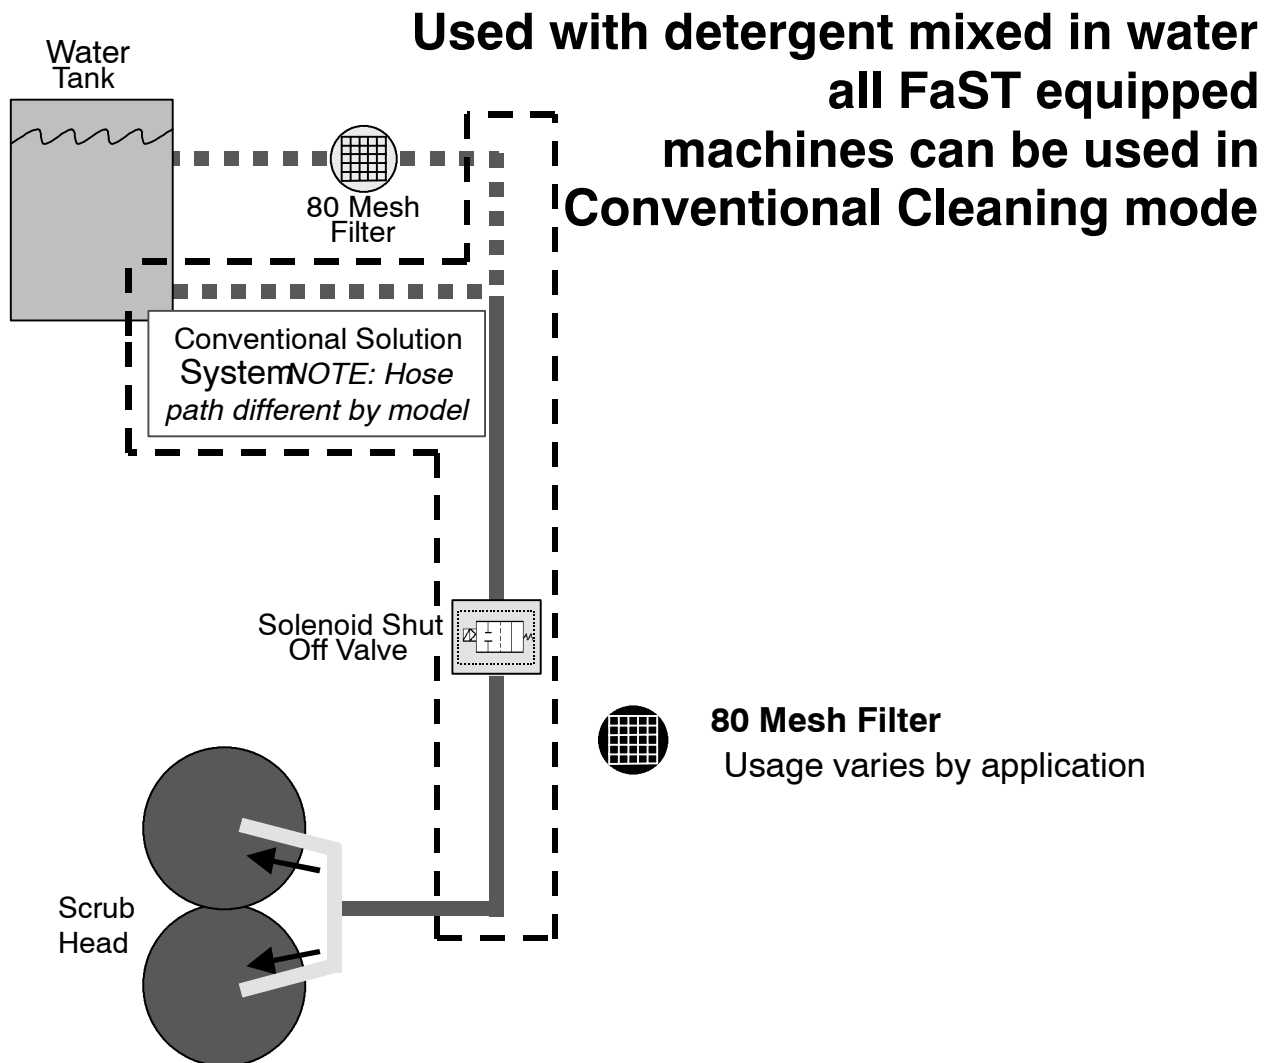 Used with detergent mixed in water
all FaST equipped
machines can be used in
Conventional Cleaning mode
Water
Tank
80 Mesh
Filter
Conventional Solution
SystemNOTE: Hose
path different by model
Solenoid Shut
Off Valve
80 Mesh Filter
Usage varies by application
Scrub
Head